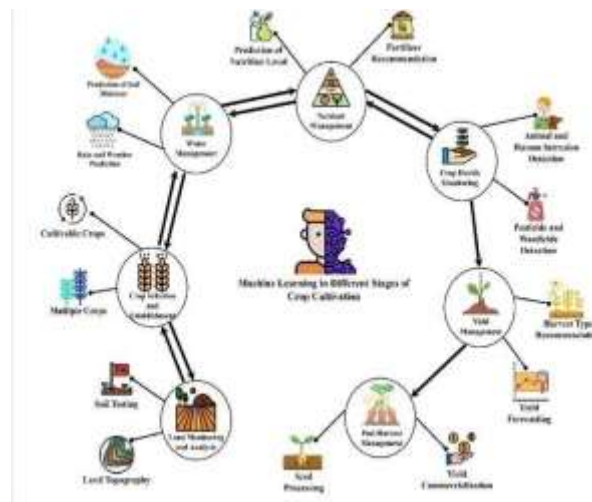 Prediction of
Nutrition Level
Fertilizer
Recommendation
Prediction of Soil
Moisture
Nutrient
Management
Water
Management
Animal and
Human Intrusion
Detection
Rain and Weather
Prediction
Crop Health
Monitoring
Pesticide and
Detection
Cultivable Crops
Machine Learning in Different Stages of
Crop Cultivation
Crop Selection
and
Establishment
Multiple Crops
Yield
Management
Harvest Type
Soil Testing
Yield
Forecasting
Land Monitoring
and Analysis
Post Harvest
Management
Land Topography
Seed
Processing
Yield
Commercialization